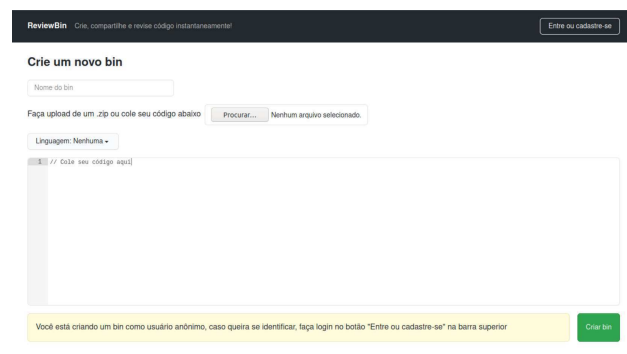 ReviewBin Crie, compartilhe e revise código instantaneamente! Entre ou cadastre-se
Crie um novo bin
Nome do bin
Faça upload de um .zip ou cole seu código abaixo Procurar... Nenhum arquivo selecionado.
Linguagem: Nenhuma
1 // Cole seu código aqui
Você está criando um bin como usuário anônimo, caso queira se identificar, faça login no botão "Entre ou cadastre-se" na barra superior Criar bin